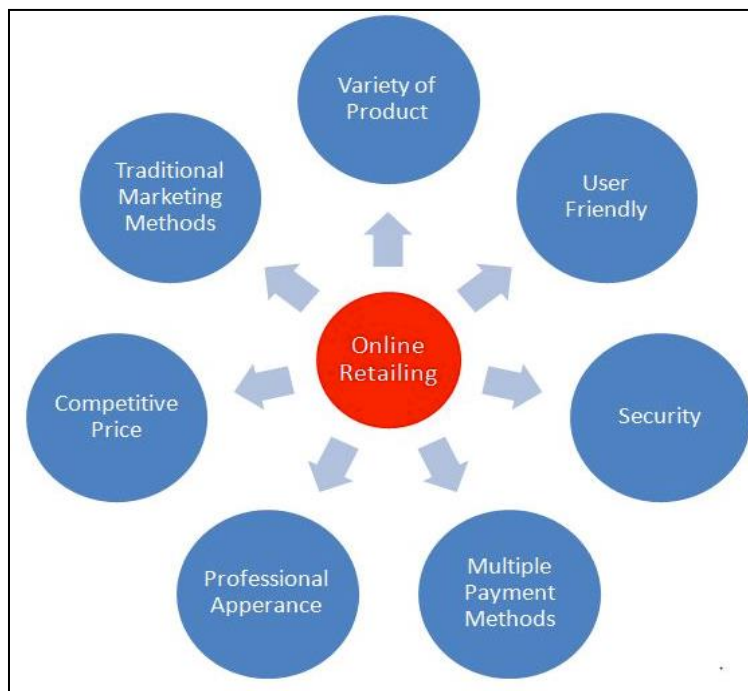 Variety of
Product
User
Friendly
Security
Multiple
Payment
Methods
Professional
Apperance
Competitive
Price
Traditional
Marketing
Methods
Online
Retailing